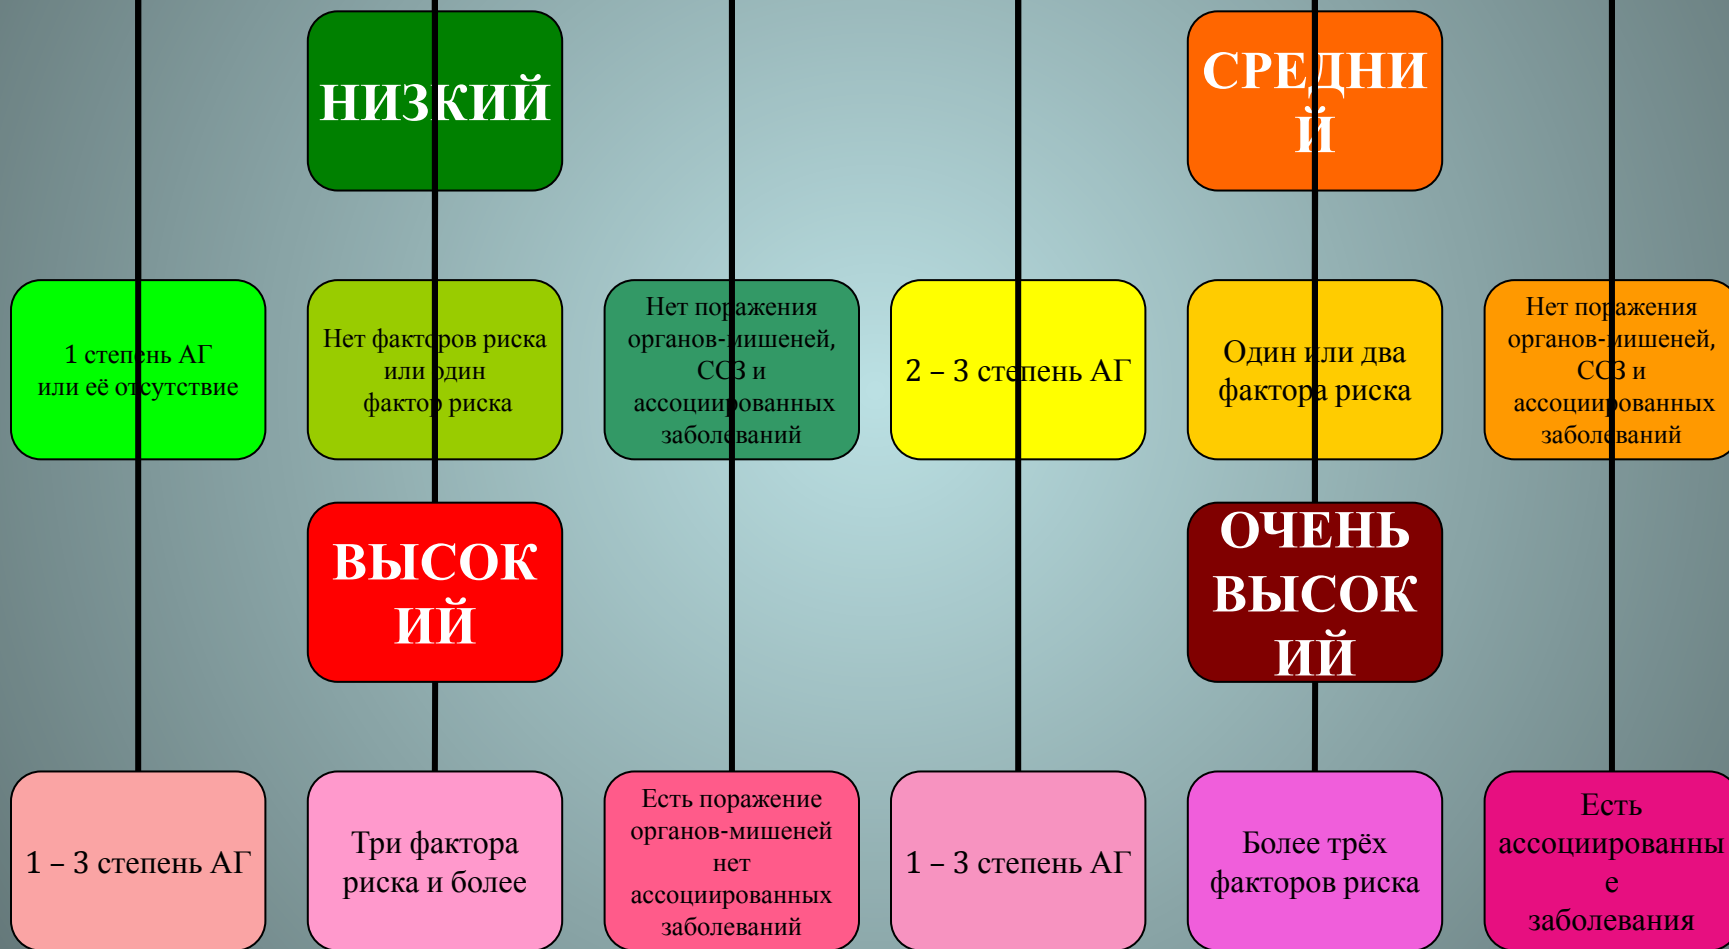 НИЗКИЙ
СРЕДНИ
Й
1 степень АГ
или её отсутствие
Нет факторов риска
или один
фактор риска
Нет поражения
органов-мишеней,
ССЗ и
ассоциированных
заболеваний
2 – 3 степень АГ
Один или два
фактора риска
Нет поражения
органов-мишеней,
ССЗ и
ассоциированных
заболеваний
ВЫСОК
ИЙ
ОЧЕНЬ
ВЫСОК
ИЙ
1 – 3 степень АГ
Три фактора
риска и более
Есть поражение
органов-мишеней
нет
ассоциированных
заболеваний
1 – 3 степень АГ
Более трёх
факторов риска
Есть
ассоциированны
е
заболевания